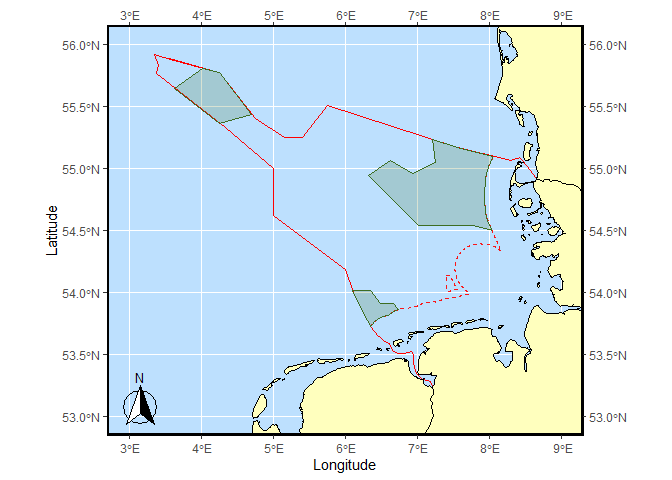 3°E 4°E 5°E 6°E 7°E 8°E 9°E
56.0°N 56.0°N
55.5°N 55.5°N
55.0°N 55.0°N
54.5°N 54.5°N
54.0°N 54.0°N
53.5°N 53.5°N
53.0°N 53.0°N
Latitude
N
3°E 4°E 5°E 6°E 7°E 8°E 9°E
Longitude